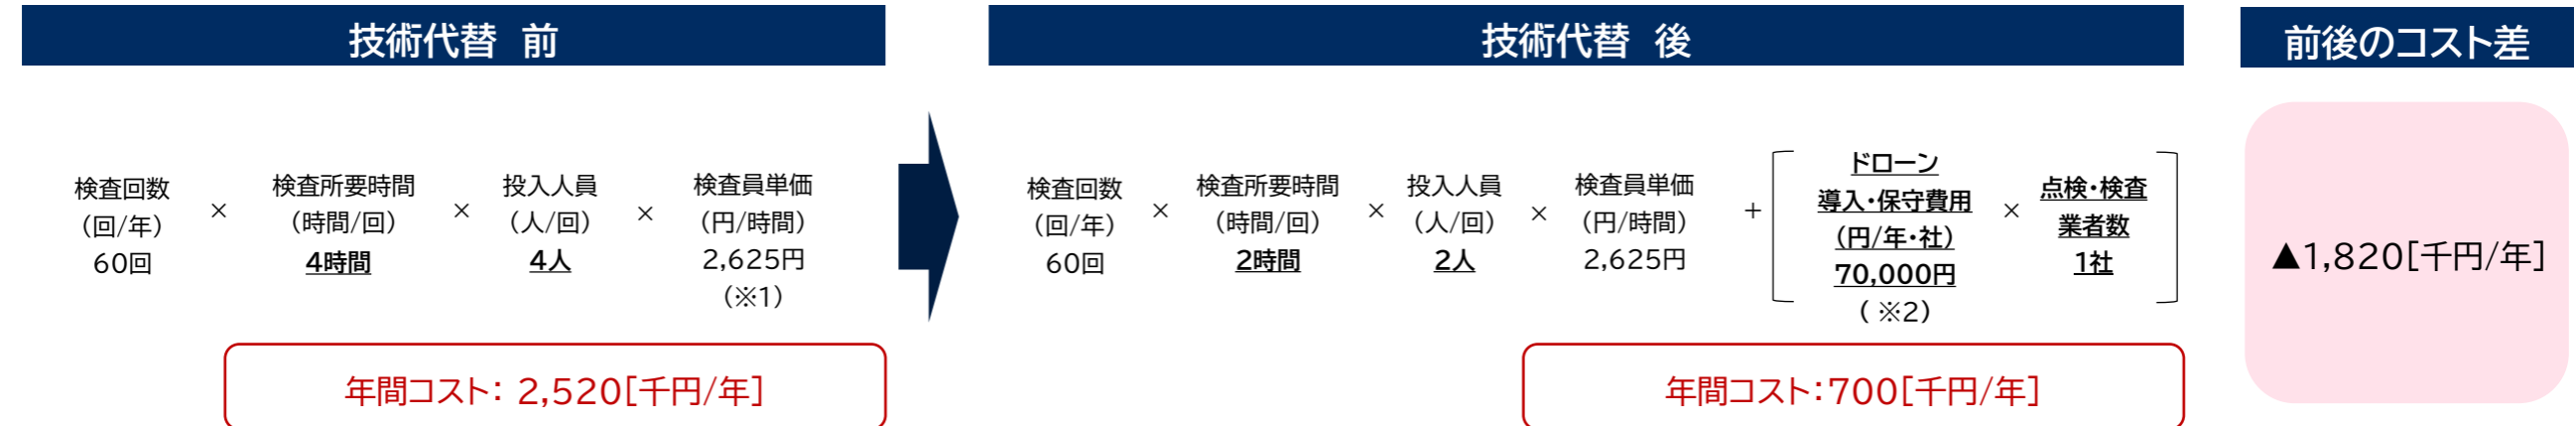 技術代替 前
検査回数
（回/年）
60回
×
検査所要時間
（時間/回）
4時間
×
投入人員
（人/回）
4人
×
検査員単価
（円/時間）
2,625円
（※1）
年間コスト： 2,520[千円/年]
技術代替 後
検査回数
（回/年）
60回
×
検査所要時間
（時間/回）
2時間
×
投入人員
（人/回）
2人
×
検査員単価
（円/時間）
2,625円
＋
ドローン
導入・保守費用
（円/年・社）
70,000円
（ ※2）
×
点検・検査
業者数
1社
年間コスト：700[千円/年]
前後のコスト差
▲1,820[千円/年]